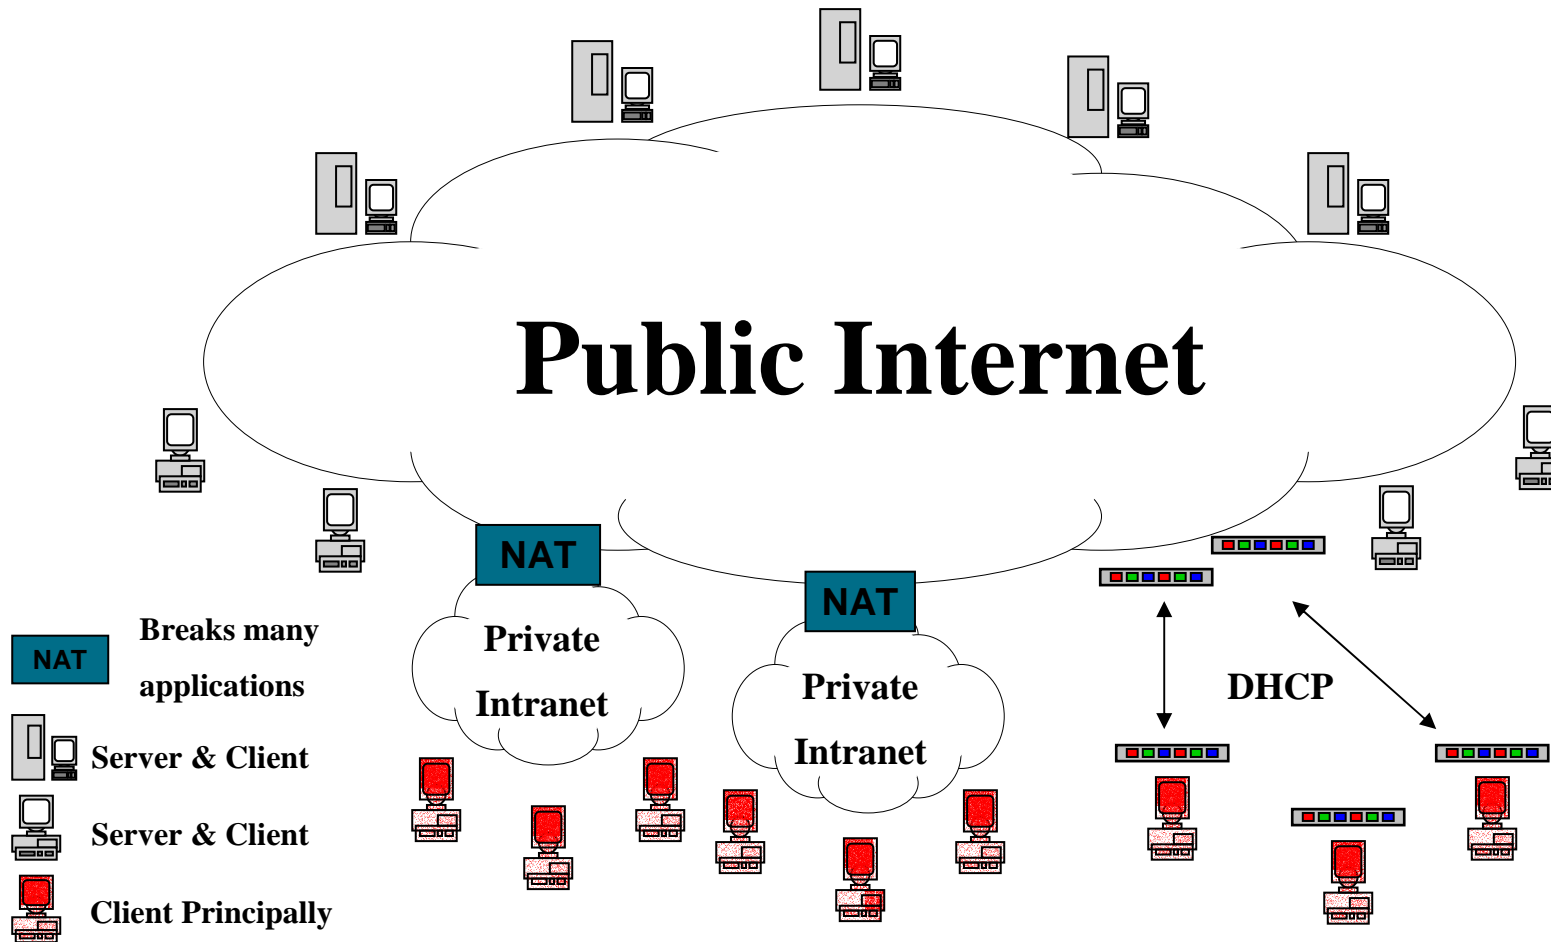 Public Internet
NAT
NAT
Private
Intranet
Private
Intranet
DHCP
NAT
Breaks many
applications
Server & Client
Server & Client
Client Principally